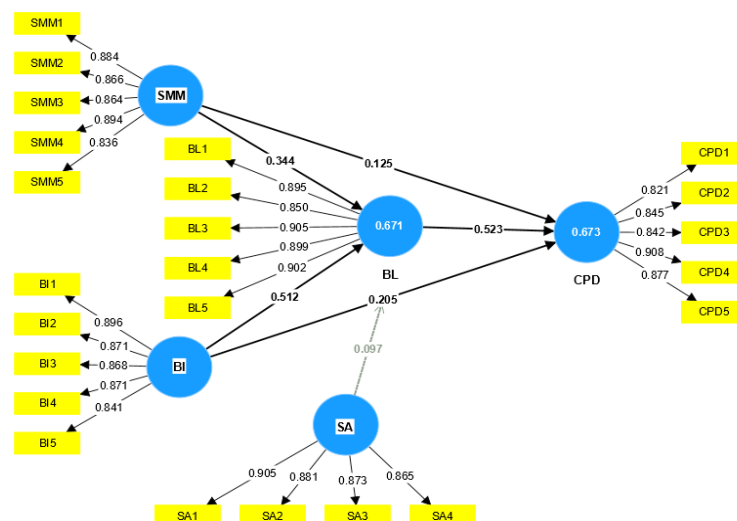 SMM1
SMM2
SMM3
SMM4
SMM5
0.884
0.866
0.864
0.894
0.836
SMM
0.344
0.125
BL1
BL2
BL3
BL4
BL5
0.895
0.850
0.905
0.899
0.902
0.671
BL
0.523
0.673
CPD
CPD1
CPD2
CPD3
CPD4
CPD5
0.821
0.845
0.842
0.908
0.877
BI1
BI2
BI3
BI4
BI5
0.896
0.871
0.868
0.871
0.841
BI
0.512
0.205
0.097
SA
0.905
0.881
0.873
0.865
SA1
SA2
SA3
SA4